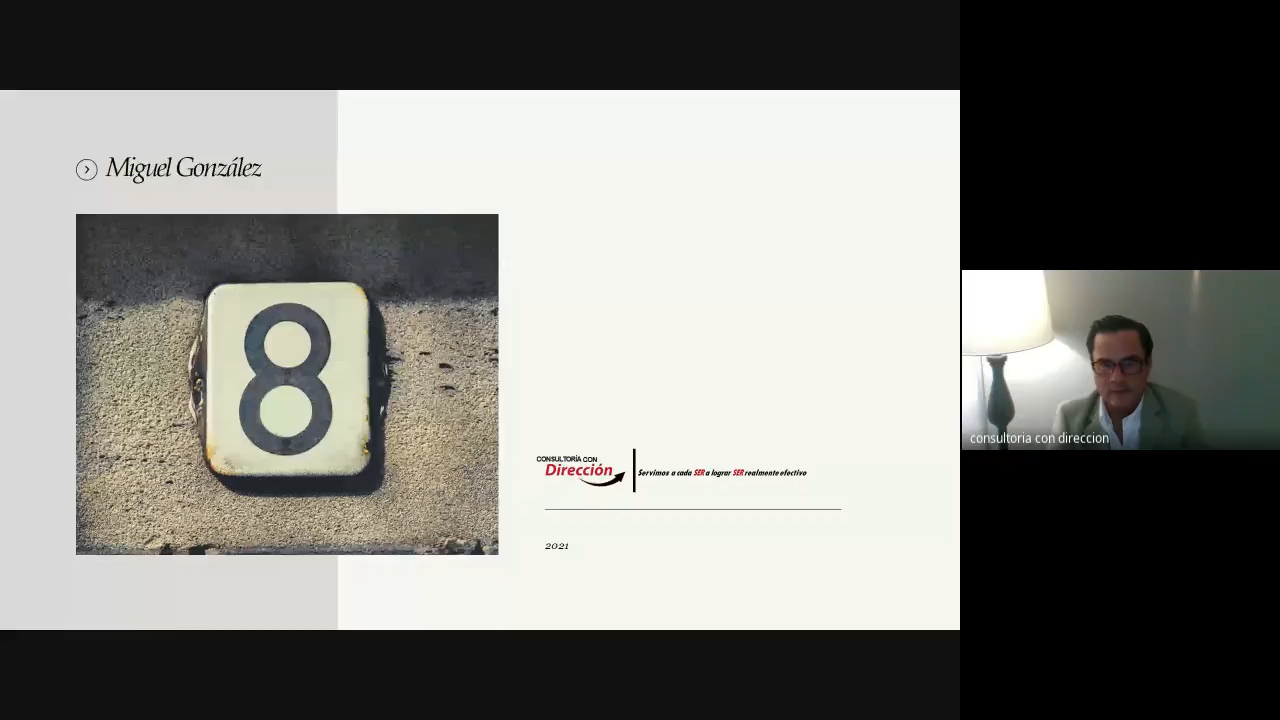 Miguel González
8
CONSULTORÍA CON
Dirección
Servimos a cada SER a lograr SER realmente efectivo
2021
consultoria con direccion